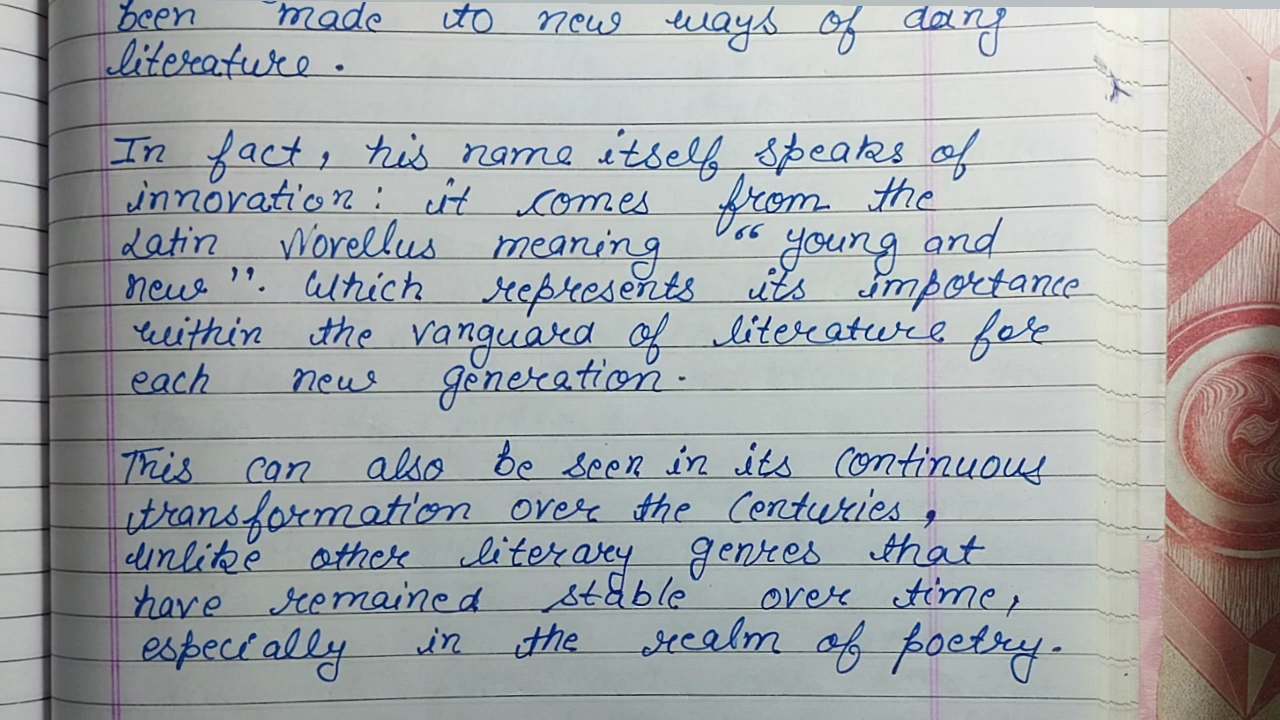 been made to new ways of doing
literature.
In fact, his name itself speaks of
innovation: it comes from the
Latin Novellus meaning "young and
new". Which represents its importance
within the vanguard of literature for
each new generation.
This can also be seen in its continuous
transformation over the centuries,
unlike other literary genres that
have remained stable over time,
especially in the realm of poetry.